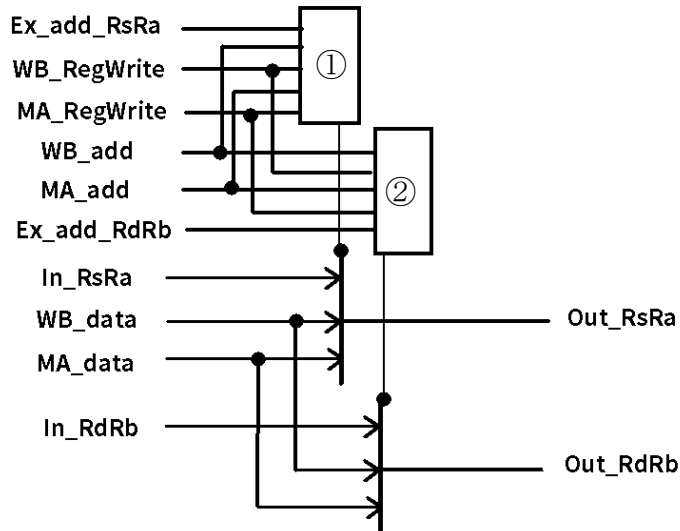 Ex_add_RsRa
①
WB_RegWrite
MA_RegWrite
WB_add
MA_add
②
Ex_add_RdRb
In_RsRa
WB_data
Out_RsRa
MA_data
In_RdRb
Out_RdRb